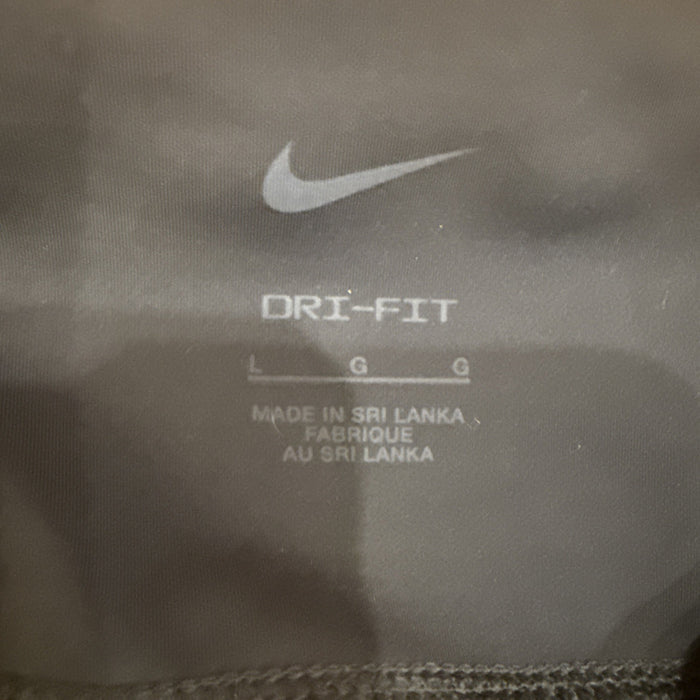 DRI-FIT
L G G
MADE IN SRI LANKA
FABRIQUE
AU SRI LANKA